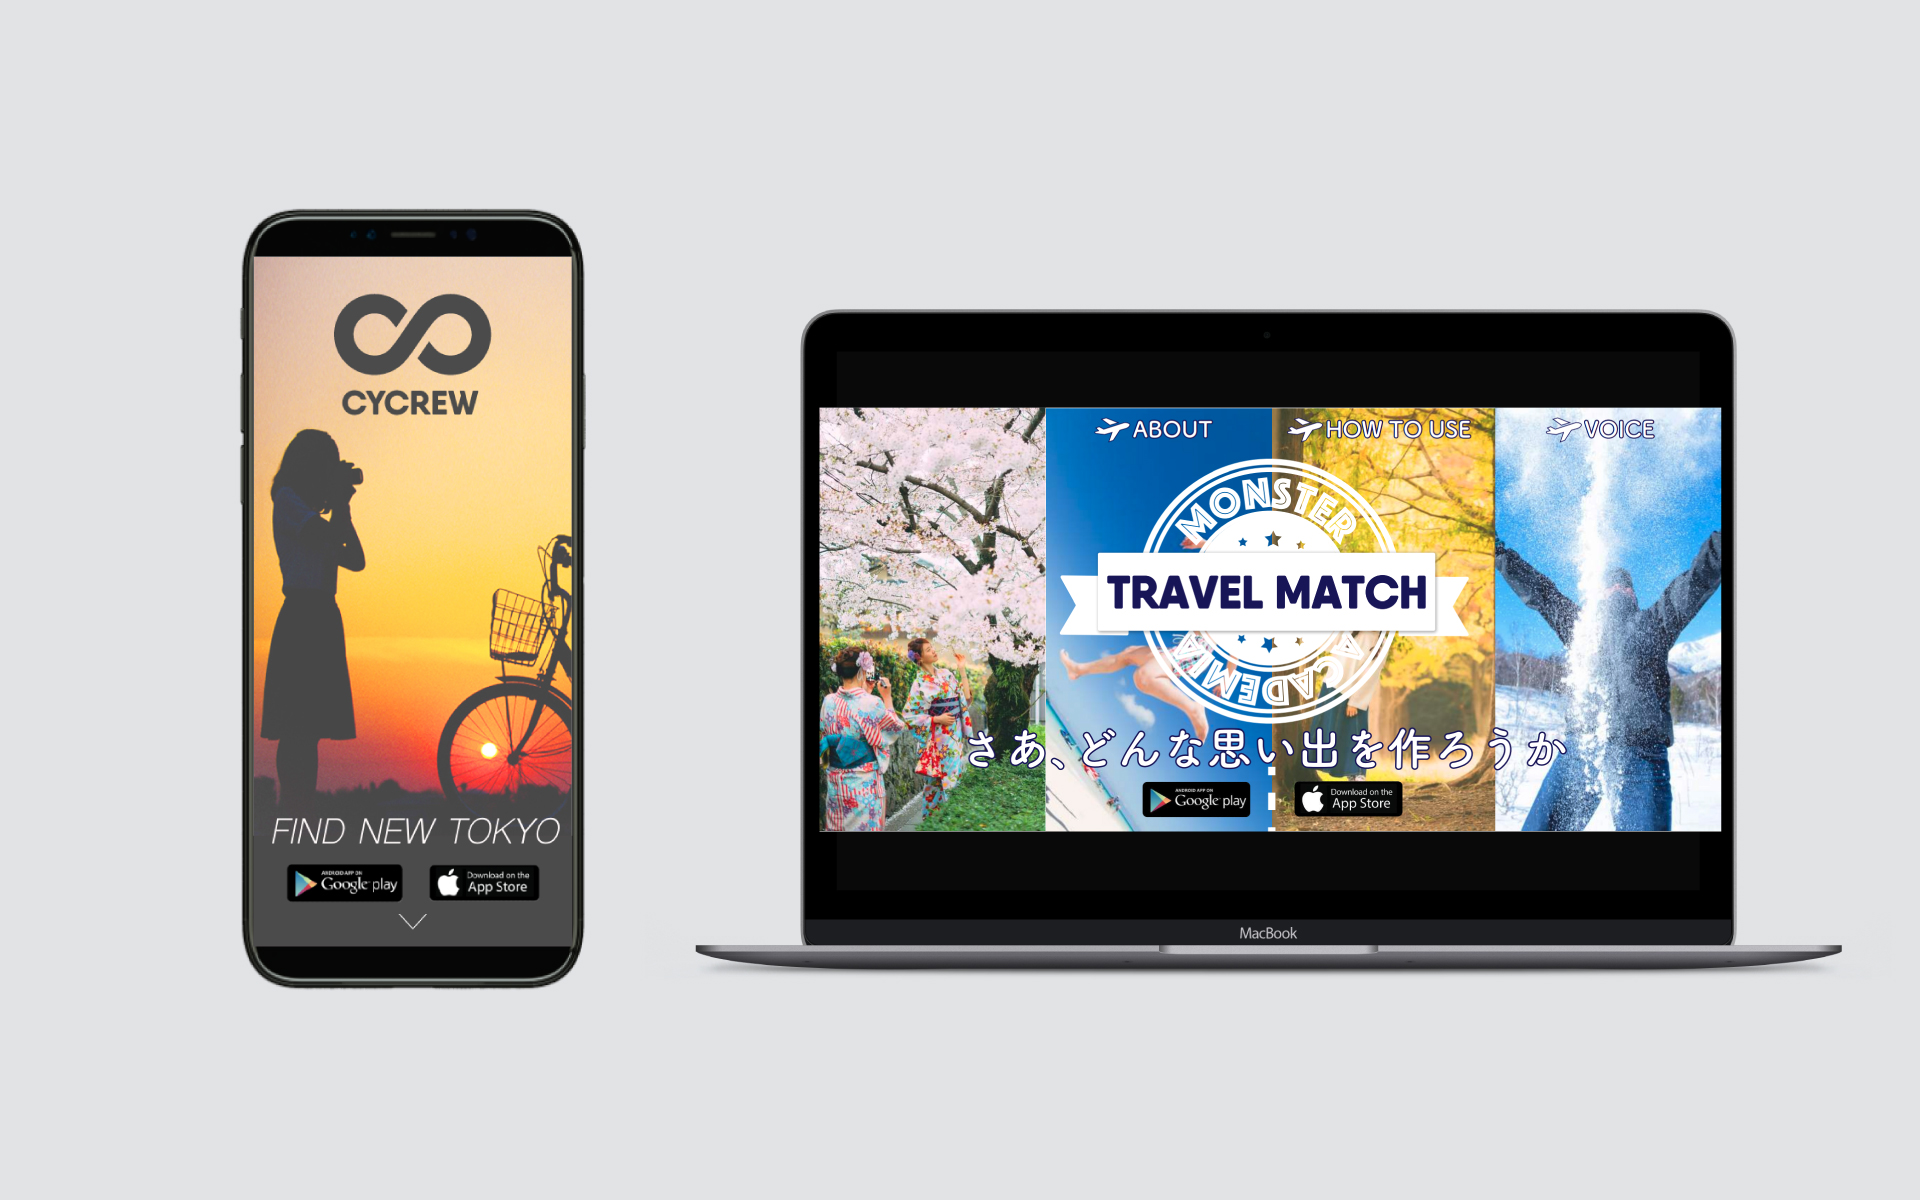 CYCREW
FIND NEW TOKYO
ANDROID APP ON
Google play
Download on the
App Store
ABOUT
HOW TO USE
VOICE
MONSTER
TRAVEL MATCH
ACADEMIA
さあ、どんな思い出を作ろうか
ANDROID APP ON
Google play
Download on the
App Store
MacBook